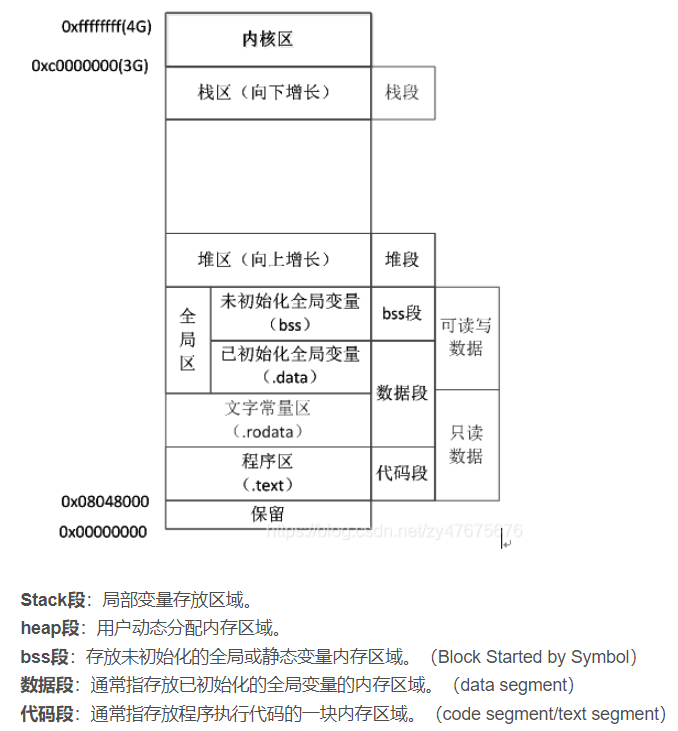 0xffffffff(4G)
内核区
0xc0000000(3G)
栈区（向下增长）
栈段
堆区（向上增长）
堆段
全局区
未初始化全局变量
（bss）
bss段
可读写
数据
已初始化全局变量
（.data）
数据段
文字常量区
（.rodata）
只读
数据
程序区
（.text）
代码段
0x08048000
保留
0x00000000
https://blog.csdn.net/zy47675676
Stack段：局部变量存放区域。
heap段：用户动态分配内存区域。
bss段：存放未初始化的全局或静态变量内存区域。（Block Started by Symbol）
数据段：通常指存放已初始化的全局变量的内存区域。（data segment）
代码段：通常指存放程序执行代码的一块内存区域。（code segment/text segment）